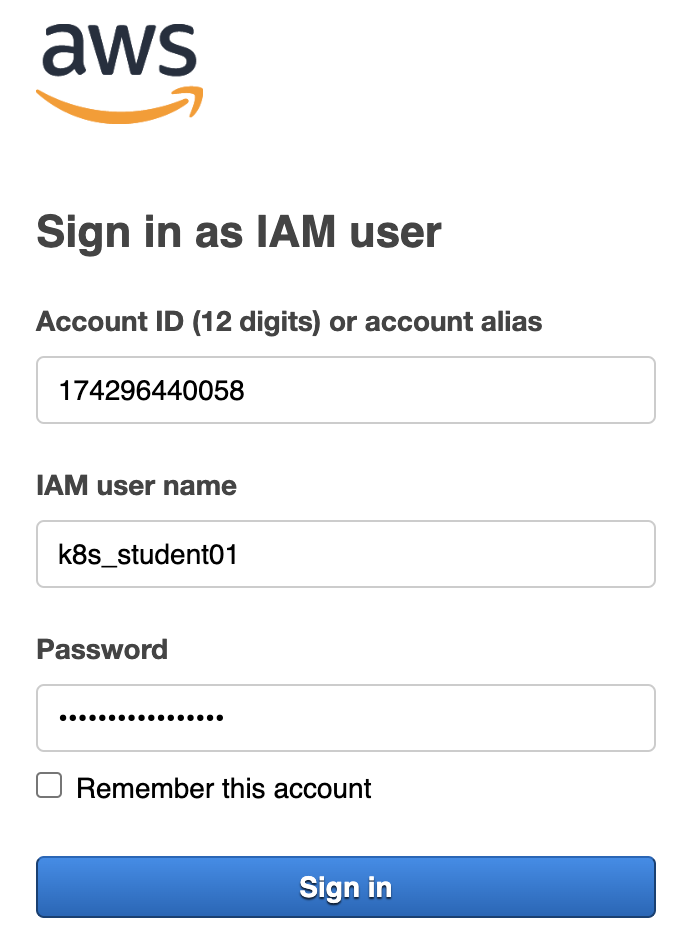 aws
Sign in as IAM user
Account ID (12 digits) or account alias
174296440058
IAM user name
k8s_student01
Password
•••••••••••••••••
Remember this account
Sign in